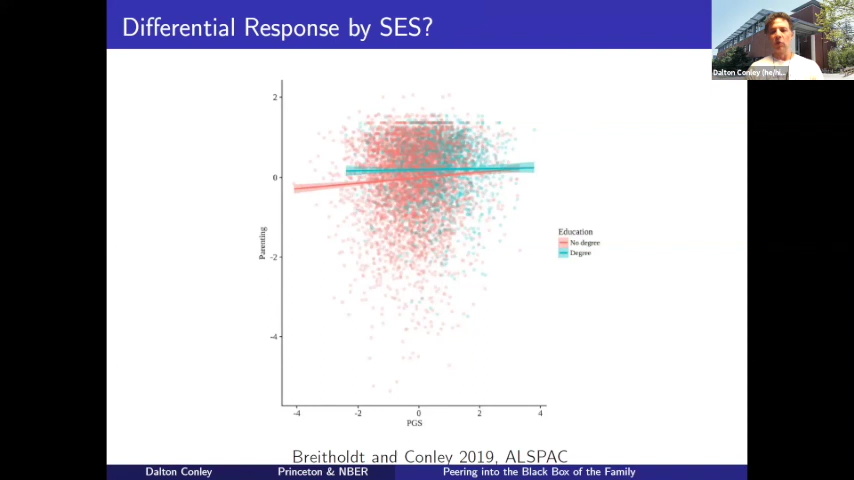 Differential Response by SES?
Dalton Conley (he/hi...
2
0
-2
-4
Parenting
-4 -2 0 2 4
PGS
Education
No degree
Degree
Breitholdt and Conley 2019, ALSPAC
Dalton Conley Princeton & NBER Peering into the Black Box of the Family